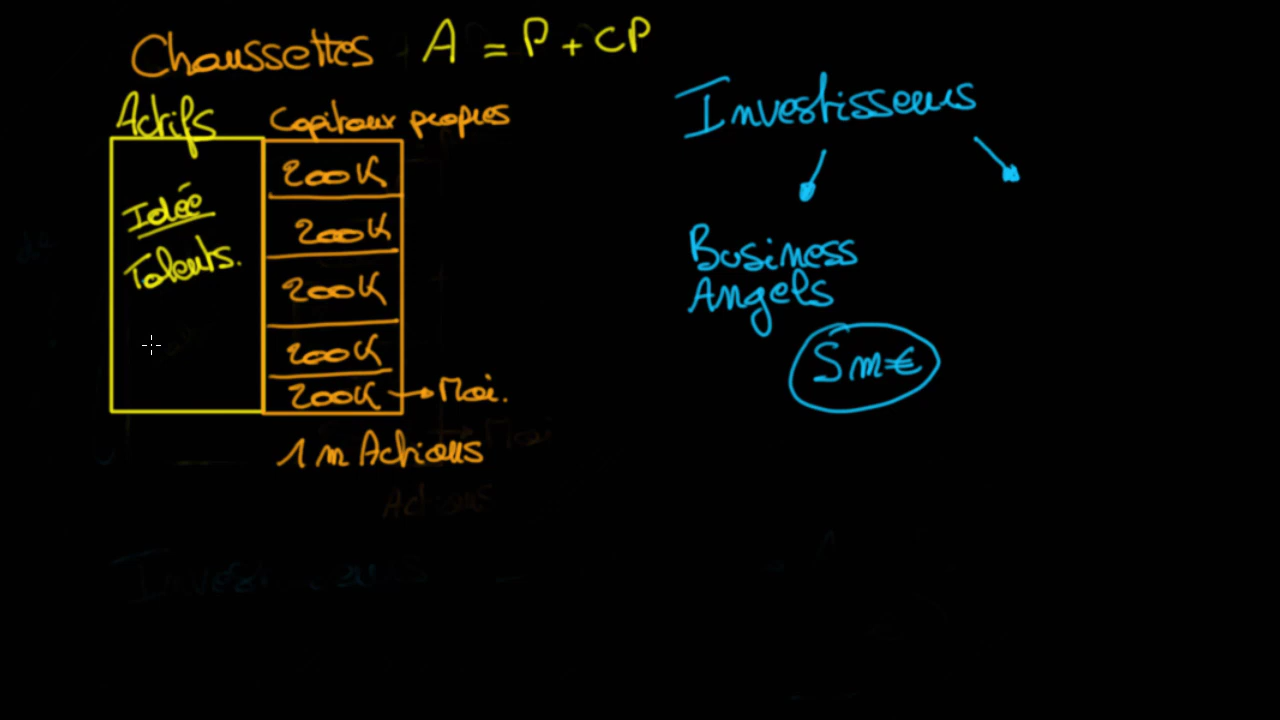 Chaussettes A = P + CP
Actifs Capitaux propres
Idée
Talents.
200K
200K
200K
200K
200K → Moi.
1 m Actions
Investisseurs
Business
Angels
5m€